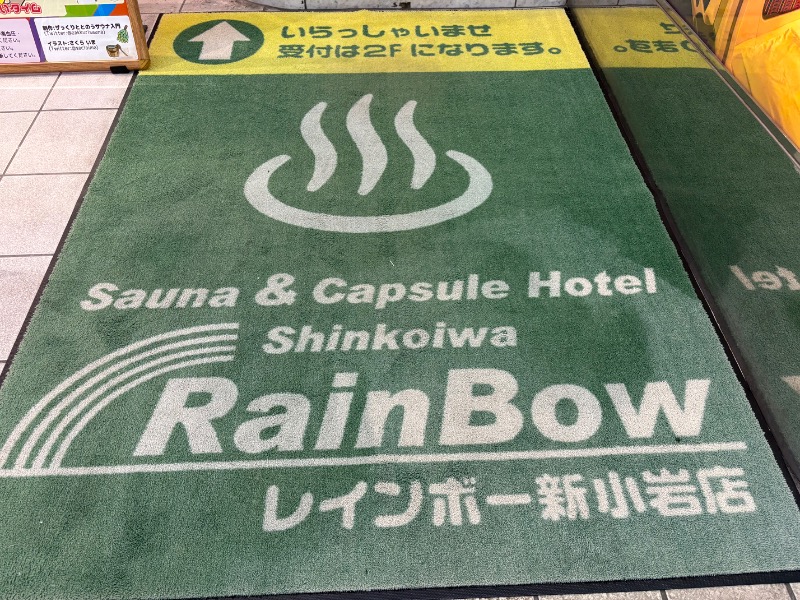 いらっしゃいませ
受付は2Fになります。
Sauna & Capsule Hotel
Shinkoiwa
RainBow
レインボー新小岩店